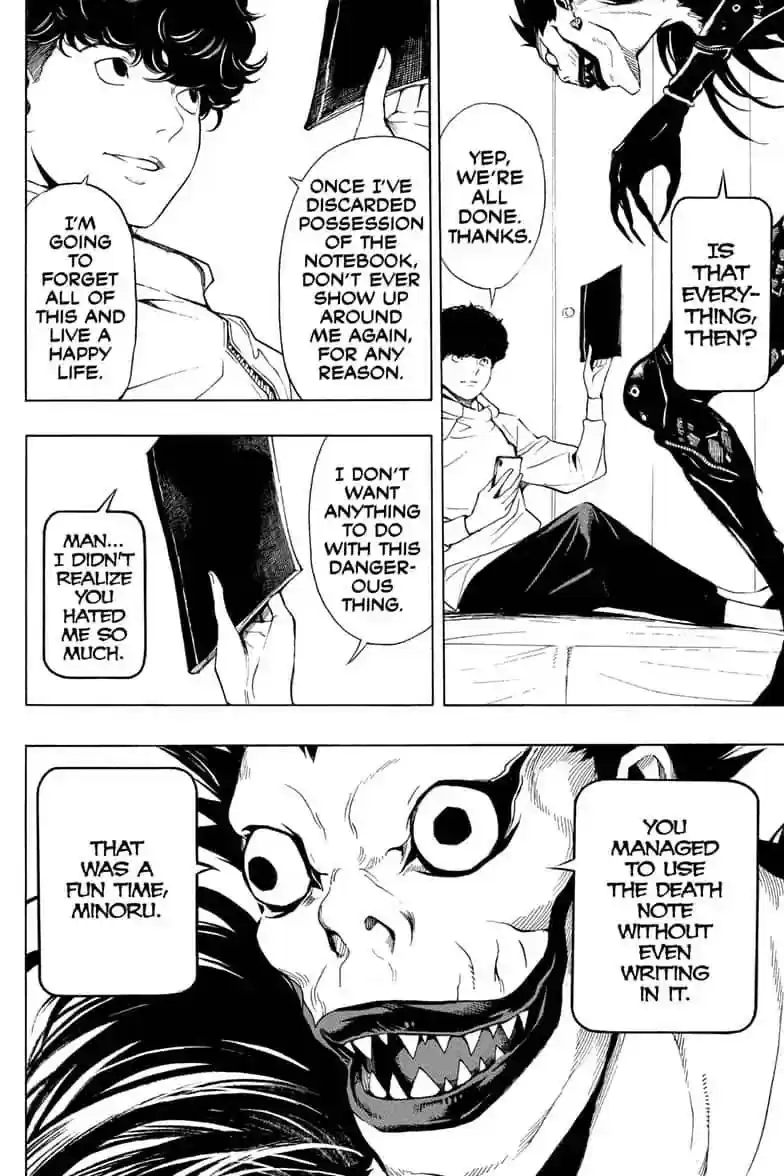 IS
THAT
EVERY-
THING,
THEN?
YEP,
WE'RE
ALL
DONE.
THANKS.
ONCE I'VE
DISCARDED
POSSESSION
OF THE
NOTEBOOK,
DON'T EVER
SHOW UP
AROUND
ME AGAIN,
FOR ANY
REASON.
I'M
GOING
TO
FORGET
ALL OF
THIS AND
LIVE A
HAPPY
LIFE.
I DON'T
WANT
ANYTHING
TO DO
WITH THIS
DANGER-
OUS
THING.
MAN...
I DIDN'T
REALIZE
YOU
HATED
ME SO
MUCH.
YOU
MANAGED
TO USE
THE DEATH
NOTE
WITHOUT
EVEN
WRITING
IN IT.
THAT
WAS A
FUN TIME,
MINORU.